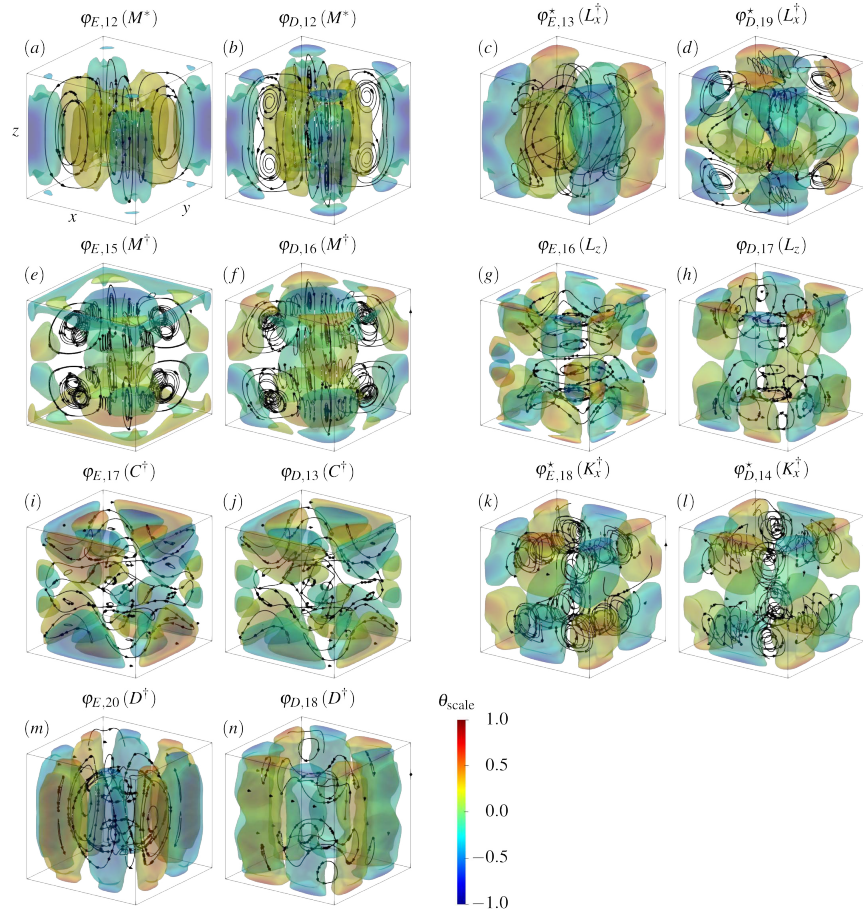 φE,12 (M*) φD,12 (M*) φ⋆E,13 (L†x) φ⋆D,19 (L†x)
(a) (b) (c) (d)
z
x y
φE,15 (M†) φD,16 (M†) φE,16 (Lz) φD,17 (Lz)
(e) (f) (g) (h)
φE,17 (C†) φD,13 (C†) φ⋆E,18 (K†x) φ⋆D,14 (K†x)
(i) (j) (k) (l)
φE,20 (D†) φD,18 (D†) θscale
(m) (n) 1.0
0.5
0.0
−0.5
−1.0